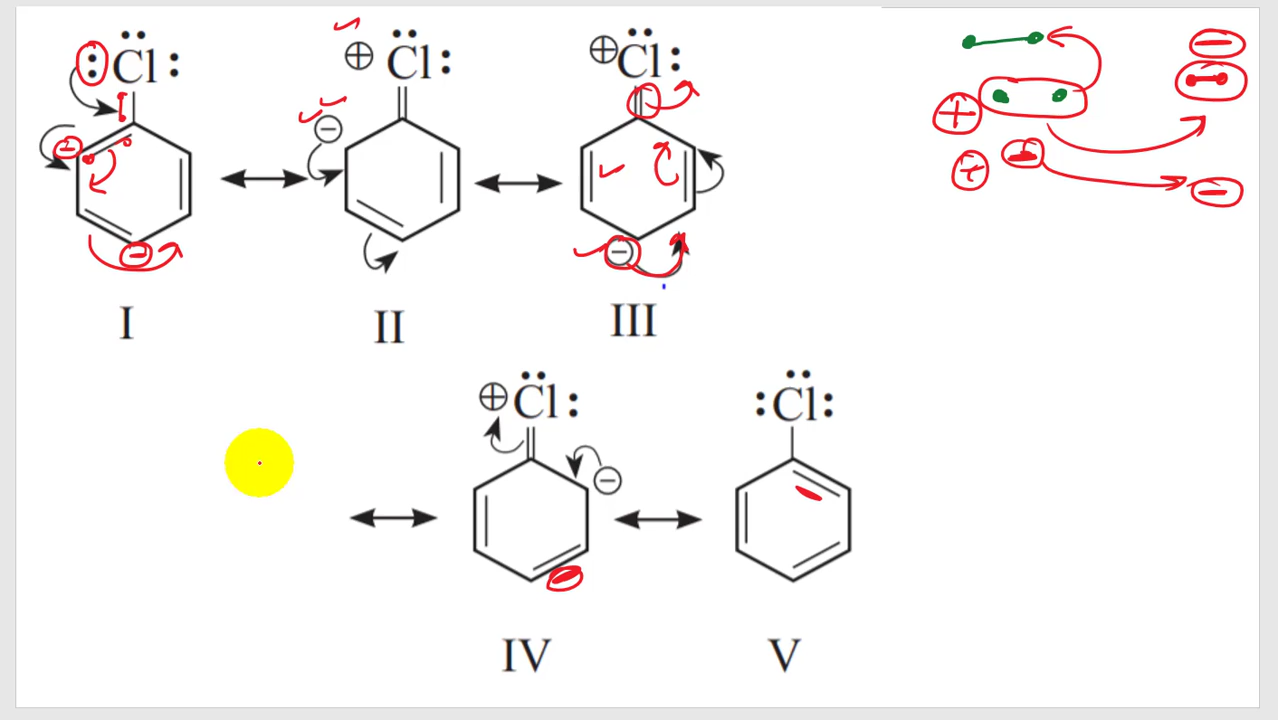 ⊕
Cl: Cl: ⊕Cl:
⊖
⊖ ⊖
I II III
+ −
+ − −
⊕Cl: :Cl:
⊖
IV V